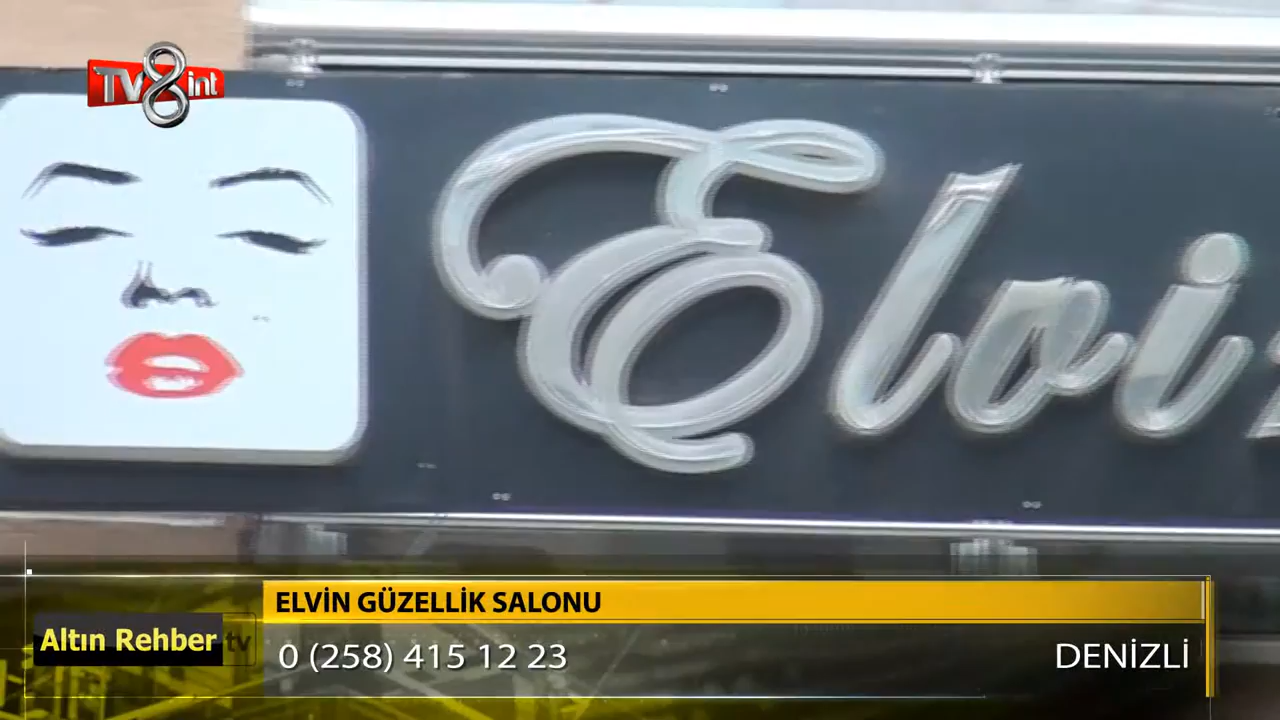 TV8int
Elvi
ELVİN GÜZELLİK SALONU
Altın Rehber tv
0 (258) 415 12 23
DENİZLİ